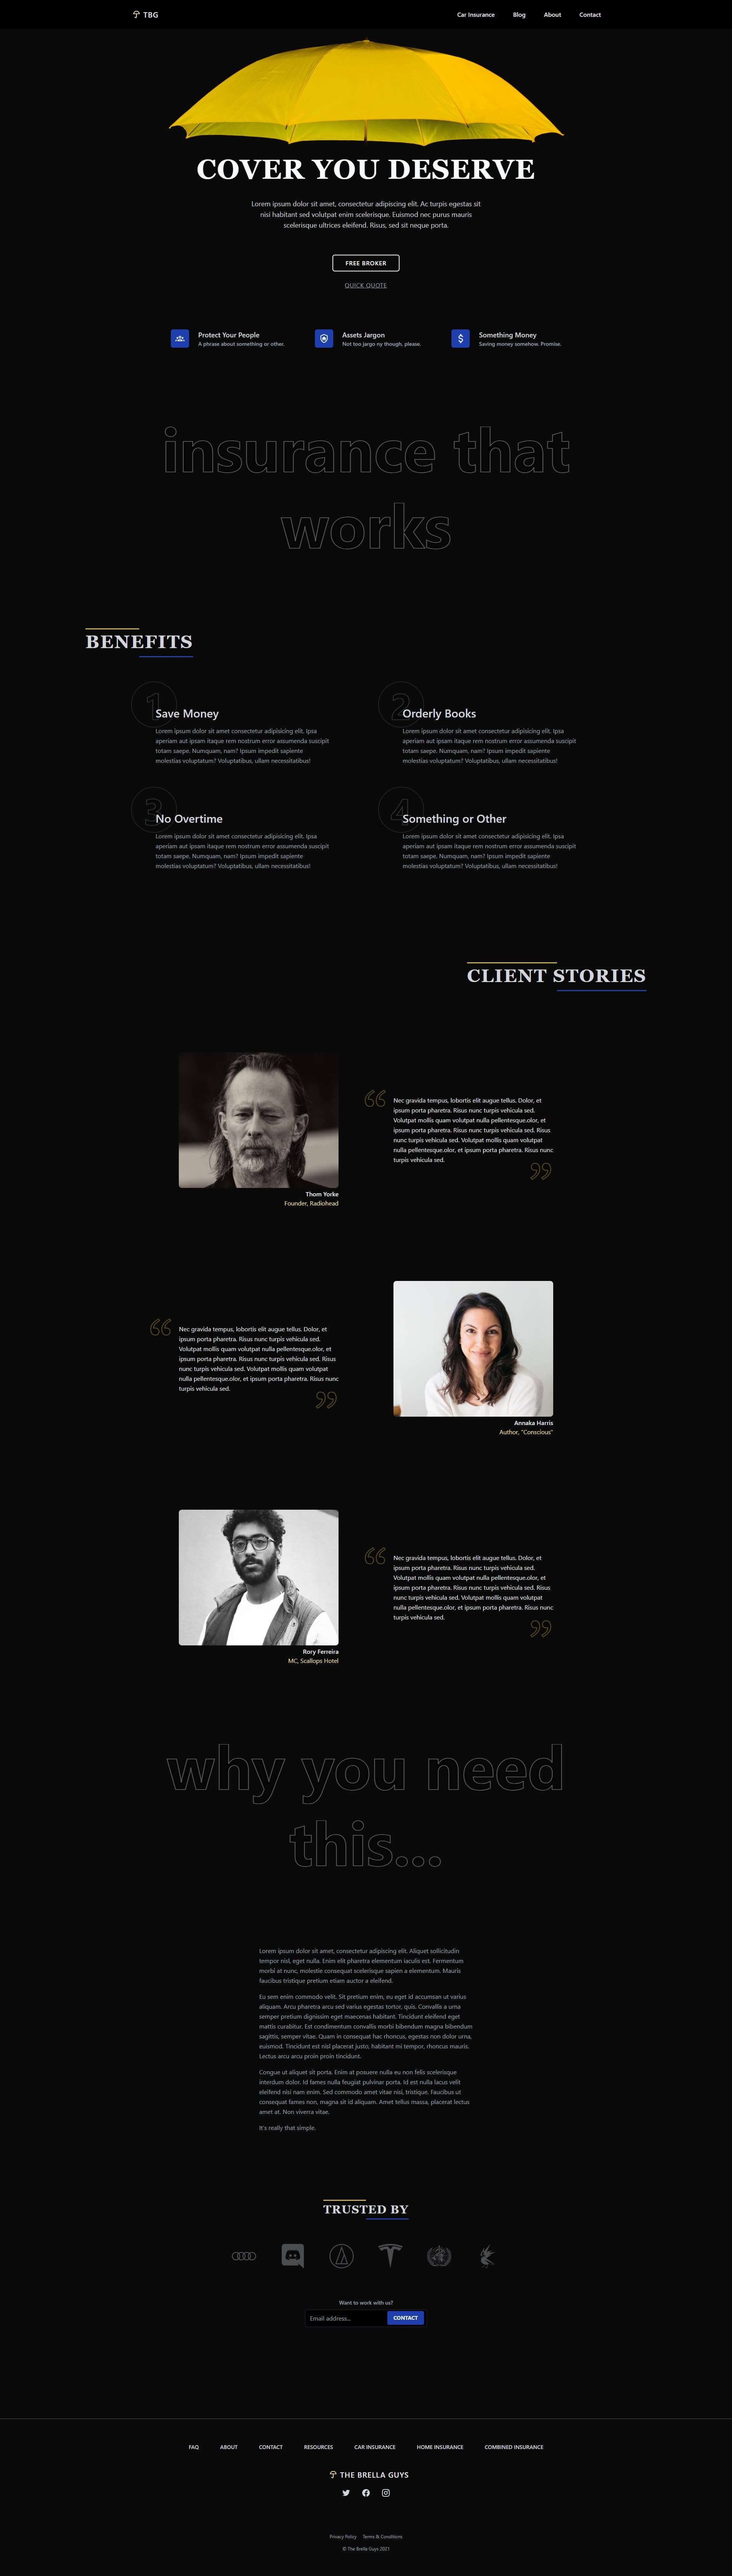 TBG
Car Insurance
Blog
About
Contact
COVER YOU DESERVE
Lorem ipsum dolor sit amet, consectetur adipiscing elit. Ac turpis egestas sit
nisi habitant sed volutpat enim scelerisque. Euismod nec purus mauris
scelerisque ultrices eleifend. Risus, sed sit neque porta.
FREE BROKER
QUICK QUOTE
Protect Your People
A phrase about something or other.
Assets Jargon
Not too jargo ny though, please.
Something Money
Saving money somehow. Promise.
insurance that
works
BENEFITS
1
Save Money
Lorem ipsum dolor sit amet consectetur adipisicing elit. Ipsa
aperiam aut ipsam itaque rem nostrum error assumenda suscipit
totam saepe. Numquam, nam? Ipsum impedit sapiente
molestias voluptatum? Voluptatibus, ullam necessitatibus!
2
Orderly Books
Lorem ipsum dolor sit amet consectetur adipisicing elit. Ipsa
aperiam aut ipsam itaque rem nostrum error assumenda suscipit
totam saepe. Numquam, nam? Ipsum impedit sapiente
molestias voluptatum? Voluptatibus, ullam necessitatibus!
3
No Overtime
Lorem ipsum dolor sit amet consectetur adipisicing elit. Ipsa
aperiam aut ipsam itaque rem nostrum error assumenda suscipit
totam saepe. Numquam, nam? Ipsum impedit sapiente
molestias voluptatum? Voluptatibus, ullam necessitatibus!
4
Something or Other
Lorem ipsum dolor sit amet consectetur adipisicing elit. Ipsa
aperiam aut ipsam itaque rem nostrum error assumenda suscipit
totam saepe. Numquam, nam? Ipsum impedit sapiente
molestias voluptatum? Voluptatibus, ullam necessitatibus!
CLIENT STORIES
Thom Yorke
Founder, Radiohead
“
Nec gravida tempus, lobortis elit augue tellus. Dolor, et
ipsum porta pharetra. Risus nunc turpis vehicula sed.
Volutpat mollis quam volutpat nulla pellentesque.olor, et
ipsum porta pharetra. Risus nunc turpis vehicula sed. Risus
nunc turpis vehicula sed. Volutpat mollis quam volutpat
nulla pellentesque.olor, et ipsum porta pharetra. Risus nunc
turpis vehicula sed.
”
“
Nec gravida tempus, lobortis elit augue tellus. Dolor, et
ipsum porta pharetra. Risus nunc turpis vehicula sed.
Volutpat mollis quam volutpat nulla pellentesque.olor, et
ipsum porta pharetra. Risus nunc turpis vehicula sed. Risus
nunc turpis vehicula sed. Volutpat mollis quam volutpat
nulla pellentesque.olor, et ipsum porta pharetra. Risus nunc
turpis vehicula sed.
”
Annaka Harris
Author, "Conscious"
Rory Ferreira
MC, Scallops Hotel
“
Nec gravida tempus, lobortis elit augue tellus. Dolor, et
ipsum porta pharetra. Risus nunc turpis vehicula sed.
Volutpat mollis quam volutpat nulla pellentesque.olor, et
ipsum porta pharetra. Risus nunc turpis vehicula sed. Risus
nunc turpis vehicula sed. Volutpat mollis quam volutpat
nulla pellentesque.olor, et ipsum porta pharetra. Risus nunc
turpis vehicula sed.
”
why you need
this...
Lorem ipsum dolor sit amet, consectetur adipiscing elit. Aliquet sollicitudin
tempor nisl, eget nulla. Enim elit pharetra elementum iaculis est. Fermentum
morbi at nunc, molestie consequat scelerisque sapien a elementum. Mauris
faucibus tristique pretium etiam auctor a eleifend.
Eu sem enim commodo velit. Sit pretium enim, eu eget id accumsan ut varius
aliquam. Arcu pharetra arcu sed varius egestas tortor, quis. Convallis a urna
semper pretium dignissim eget maecenas habitant. Tincidunt eleifend eget
mattis curabitur. Est condimentum convallis morbi bibendum magna bibendum
sagittis, semper vitae. Quam in consequat hac rhoncus, egestas non dolor urna,
euismod. Tincidunt est nisl placerat justo, habitant mi tempor, rhoncus mauris.
Lectus arcu arcu proin proin tincidunt.
Congue ut aliquet sit porta. Enim at posuere nulla eu non felis scelerisque
interdum dolor. Id fames nulla feugiat pulvinar porta. Id est nulla lacus velit
eleifend nisi nam enim. Sed commodo amet vitae nisi, tristique. Faucibus ut
consequat fames non, magna sit id aliquam. Amet tellus massa, placerat lectus
amet at. Non viverra vitae.
It's really that simple.
TRUSTED BY
Want to work with us?
Email address...
CONTACT
FAQ
ABOUT
CONTACT
RESOURCES
CAR INSURANCE
HOME INSURANCE
COMBINED INSURANCE
THE BRELLA GUYS
Privacy Policy
Terms & Conditions
© The Brella Guys 2021